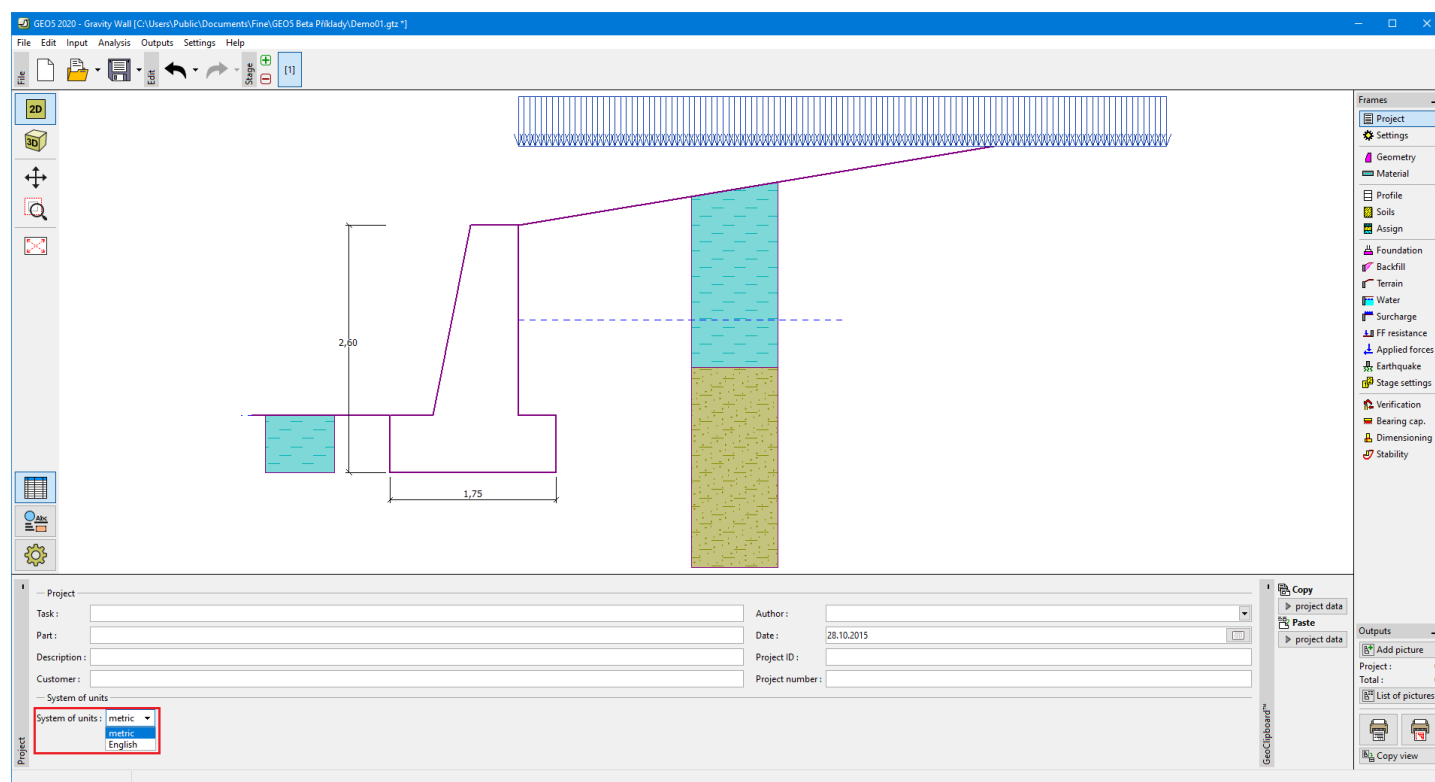 GEO5 2020 - Gravity Wall [C:\Users\Public\Documents\Fine\GEO5 Beta Příklady\Demo01.gtz *]
File Edit Input Analysis Outputs Settings Help
File
Edit
Stage
[1]
2D
3D
Abc
2,60
1,75
Frames
Project
Settings
Geometry
Material
Profile
Soils
Assign
Foundation
Backfill
Terrain
Water
Surcharge
FF resistance
Applied forces
Earthquake
Stage settings
Verification
Bearing cap.
Dimensioning
Stability
Project
Project
Task :
Part :
Description :
Customer :
Author :
Date : 28.10.2015
Project ID :
Project number :
System of units
System of units : metric
metric
English
GeoClipboard™
Copy
project data
Paste
project data
Outputs
Add picture
Project :
Total :
List of pictures
Copy view